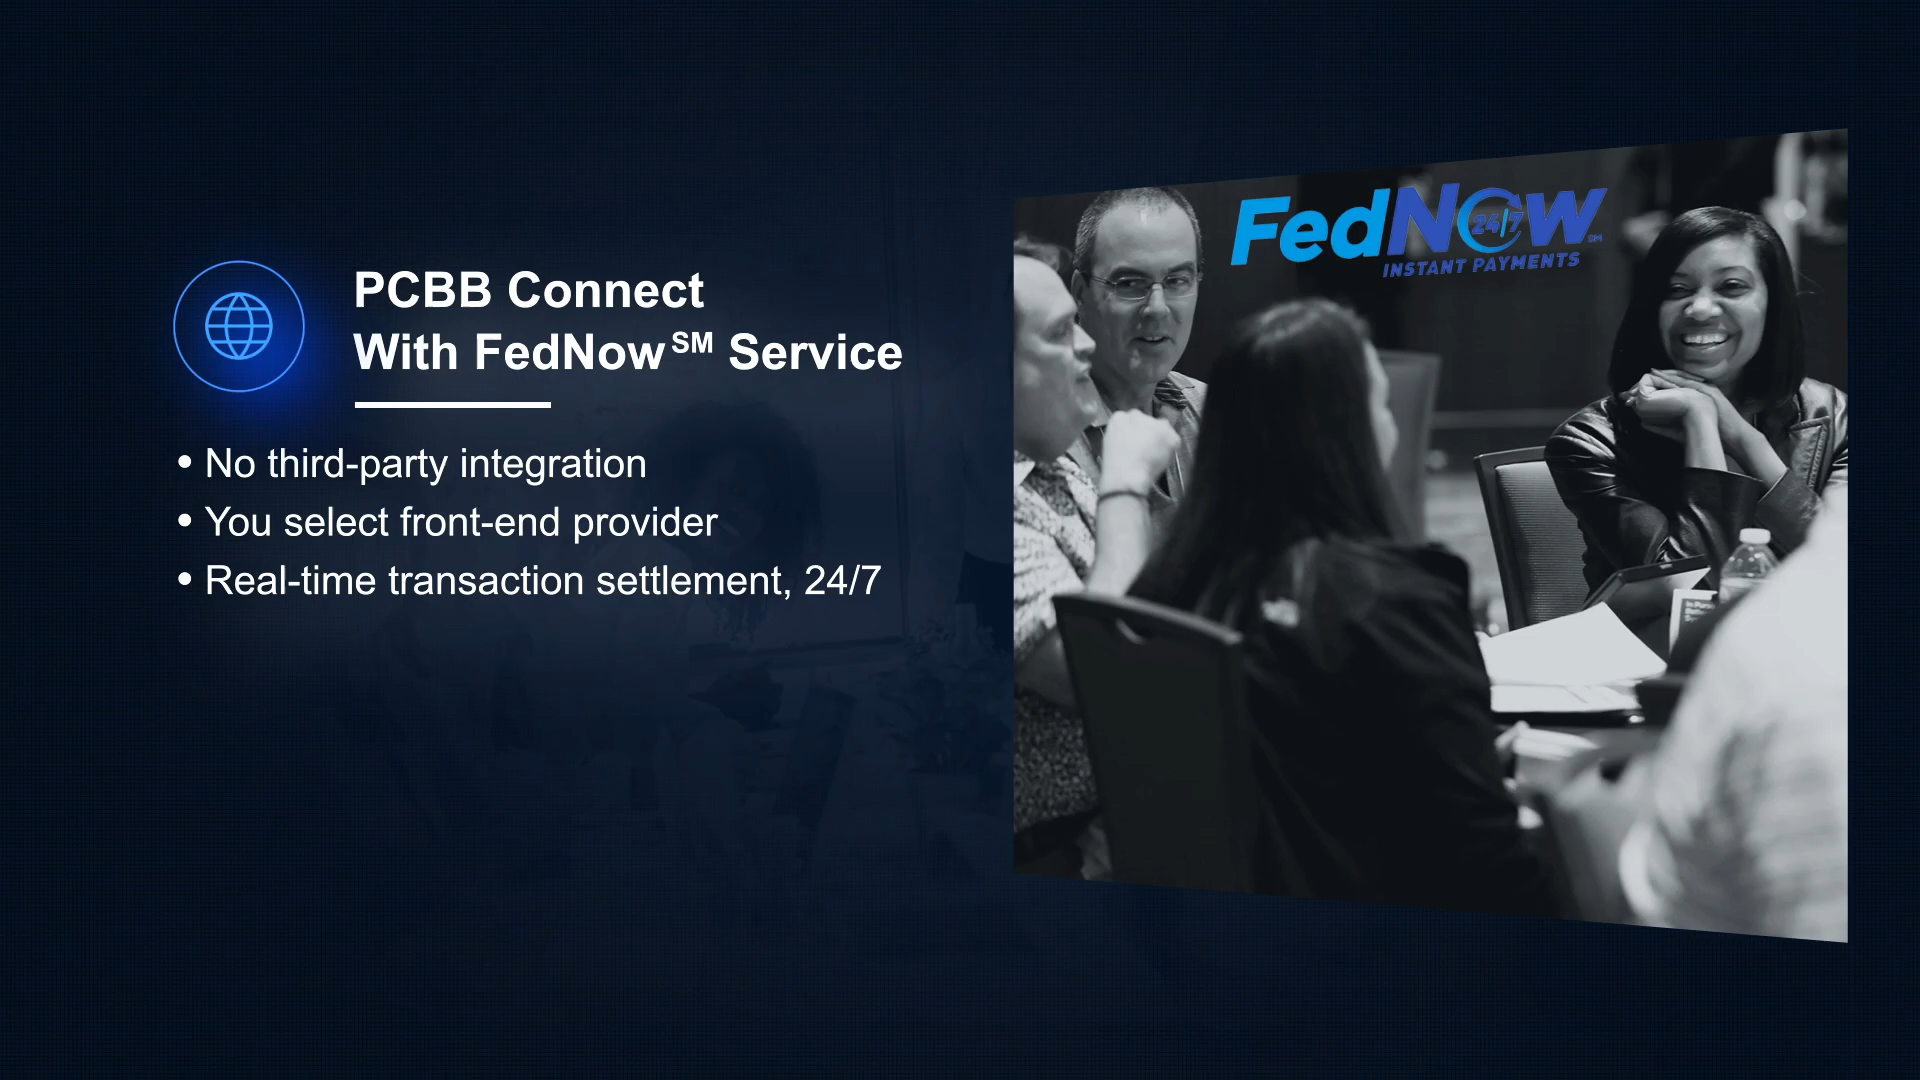 PCBB Connect
With FedNow℠ Service
• No third-party integration
• You select front-end provider
• Real-time transaction settlement, 24/7
FedNow℠
24/7
INSTANT PAYMENTS